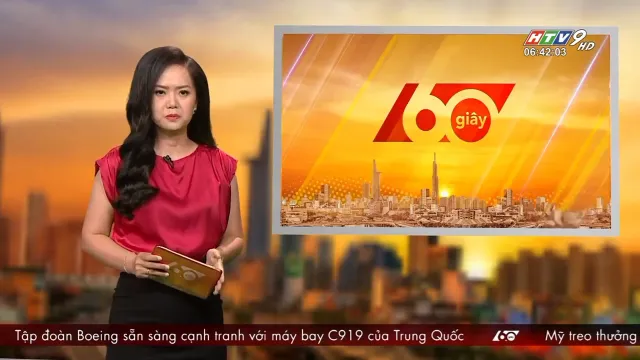 HTV9 HD
06:42:03
60 giây
Tập đoàn Boeing sẵn sàng cạnh tranh với máy bay C919 của Trung Quốc 60 Mỹ treo thưởng